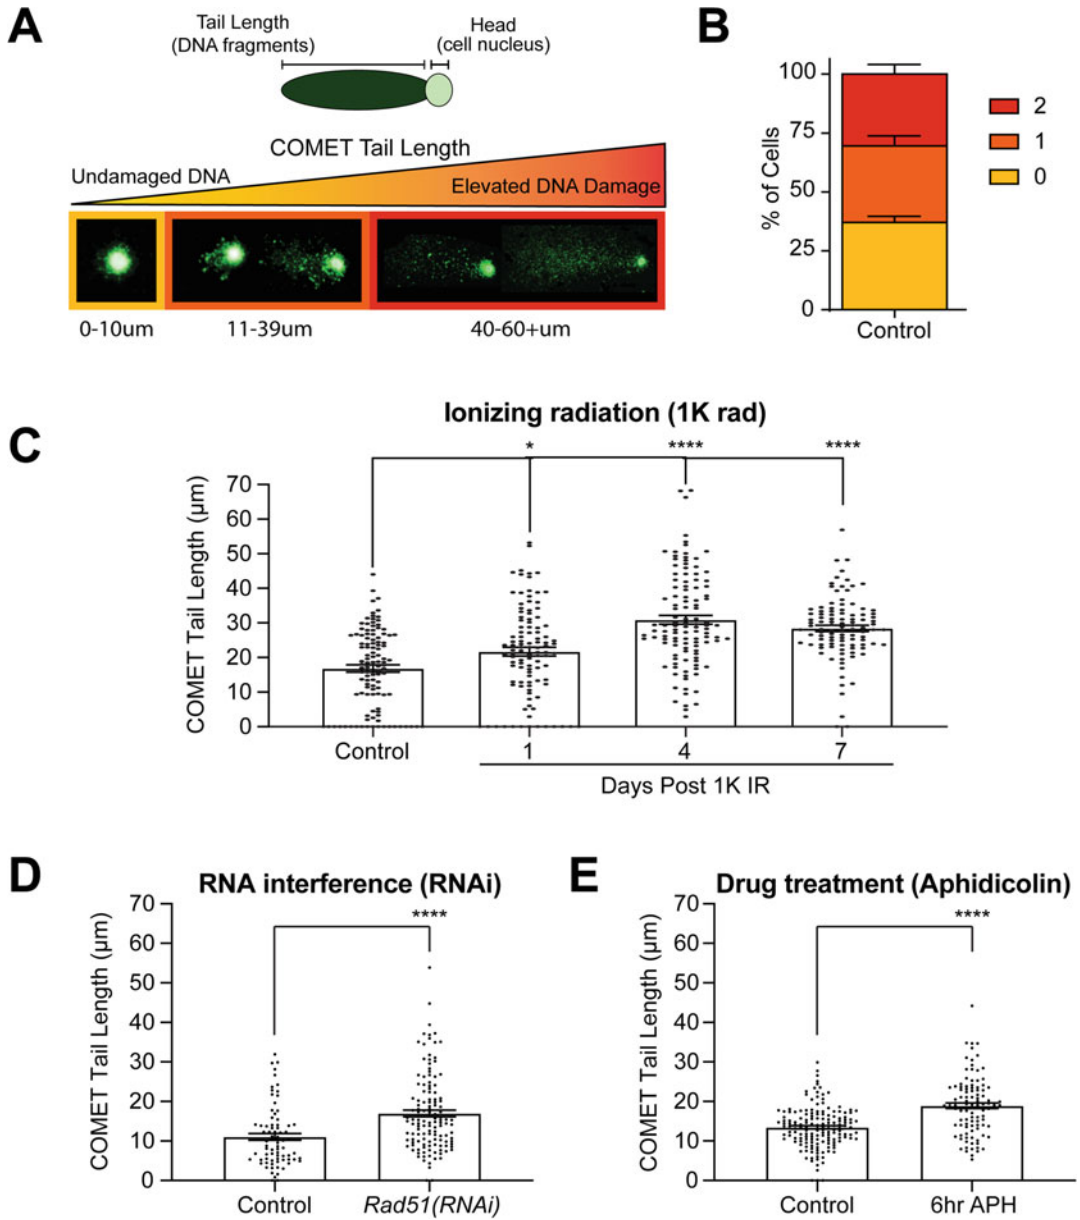 A
Tail Length
(DNA fragments)
Head
(cell nucleus)
COMET Tail Length
Undamaged DNA
Elevated DNA Damage
0-10um
11-39um
40-60+um
B
% of Cells
100
75
50
25
0
Control
2
1
0
C
Ionizing radiation (1K rad)
*
****
****
COMET Tail Length (µm)
70
60
50
40
30
20
10
0
Control
1
4
7
Days Post 1K IR
D
RNA interference (RNAi)
****
COMET Tail Length (µm)
70
60
50
40
30
20
10
0
Control
Rad51(RNAi)
E
Drug treatment (Aphidicolin)
****
COMET Tail Length (µm)
70
60
50
40
30
20
10
0
Control
6hr APH